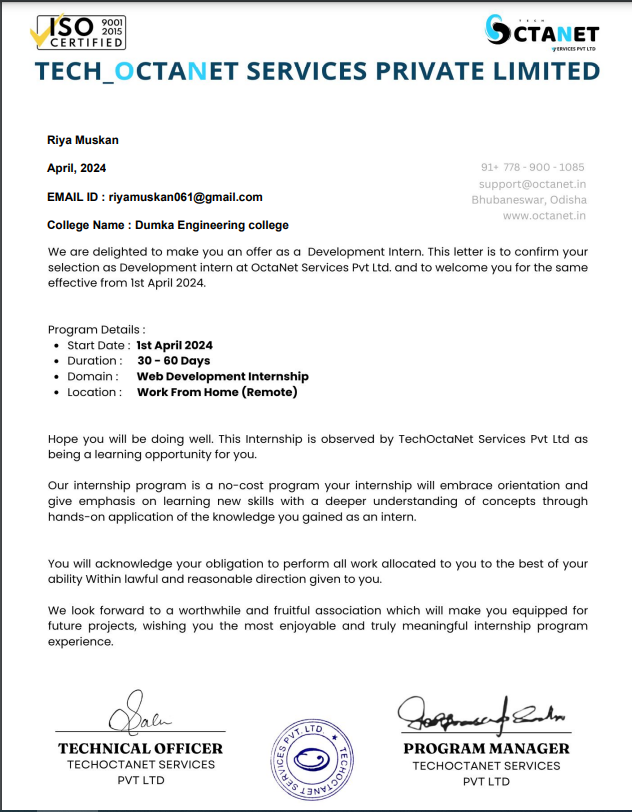 ISO 9001 2015
CERTIFIED
TECH
OCTANET
SERVICES PVT LTD
TECH_OCTANET SERVICES PRIVATE LIMITED
Riya Muskan
April, 2024
EMAIL ID : riyamuskan061@gmail.com
College Name : Dumka Engineering college
91+ 778 - 900 - 1085
support@octanet.in
Bhubaneswar, Odisha
www.octanet.in
We are delighted to make you an offer as a Development Intern. This letter is to confirm your
selection as Development intern at OctaNet Services Pvt Ltd. and to welcome you for the same
effective from 1st April 2024.
Program Details :
• Start Date : 1st April 2024
• Duration : 30 - 60 Days
• Domain : Web Development Internship
• Location : Work From Home (Remote)
Hope you will be doing well. This Internship is observed by TechOctaNet Services Pvt Ltd as
being a learning opportunity for you.
Our internship program is a no-cost program your internship will embrace orientation and
give emphasis on learning new skills with a deeper understanding of concepts through
hands-on application of the knowledge you gained as an intern.
You will acknowledge your obligation to perform all work allocated to you to the best of your
ability Within lawful and reasonable direction given to you.
We look forward to a worthwhile and fruitful association which will make you equipped for
future projects, wishing you the most enjoyable and truly meaningful internship program
experience.
TECHNICAL OFFICER
TECHOCTANET SERVICES
PVT LTD
TECHOCTANET SERVICES PVT. LTD.
PROGRAM MANAGER
TECHOCTANET SERVICES
PVT LTD